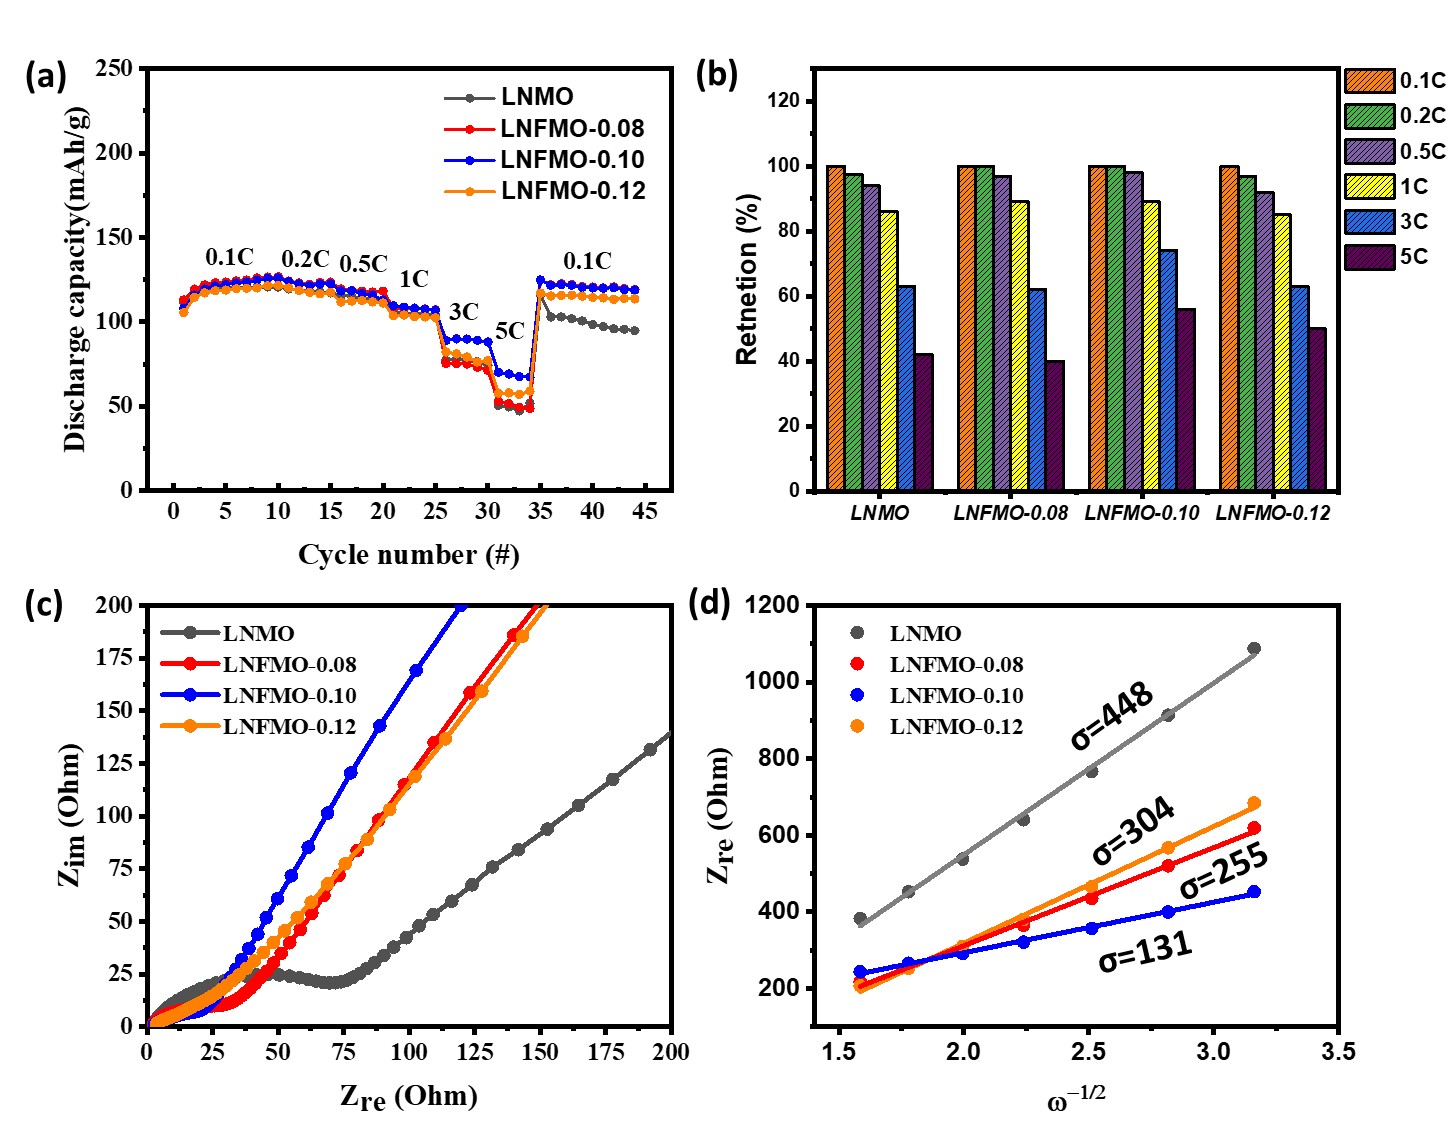 (a)
250
200
150
100
50
0
Discharge capacity(mAh/g)
LNMO
LNFMO-0.08
LNFMO-0.10
LNFMO-0.12
0.1C
0.2C
0.5C
1C
3C
5C
0.1C
0 5 10 15 20 25 30 35 40 45
Cycle number (#)
(b)
120
100
80
60
40
20
0
Retnetion (%)
0.1C
0.2C
0.5C
1C
3C
5C
LNMO LNFMO-0.08 LNFMO-0.10 LNFMO-0.12
(c)
200
175
150
125
100
75
50
25
0
Zim (Ohm)
LNMO
LNFMO-0.08
LNFMO-0.10
LNFMO-0.12
0 25 50 75 100 125 150 175 200
Zre (Ohm)
(d)
1200
1000
800
600
400
200
Zre (Ohm)
LNMO
LNFMO-0.08
LNFMO-0.10
LNFMO-0.12
σ=448
σ=304
σ=255
σ=131
1.5 2.0 2.5 3.0 3.5
ω−1/2